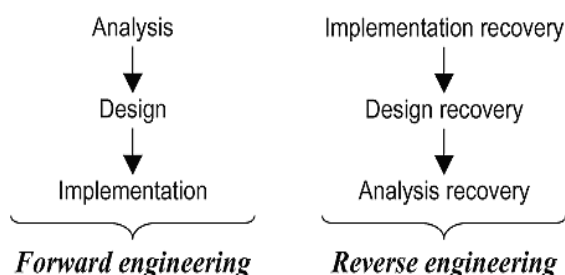 Analysis
Design
Implementation
Forward engineering
Implementation recovery
Design recovery
Analysis recovery
Reverse engineering